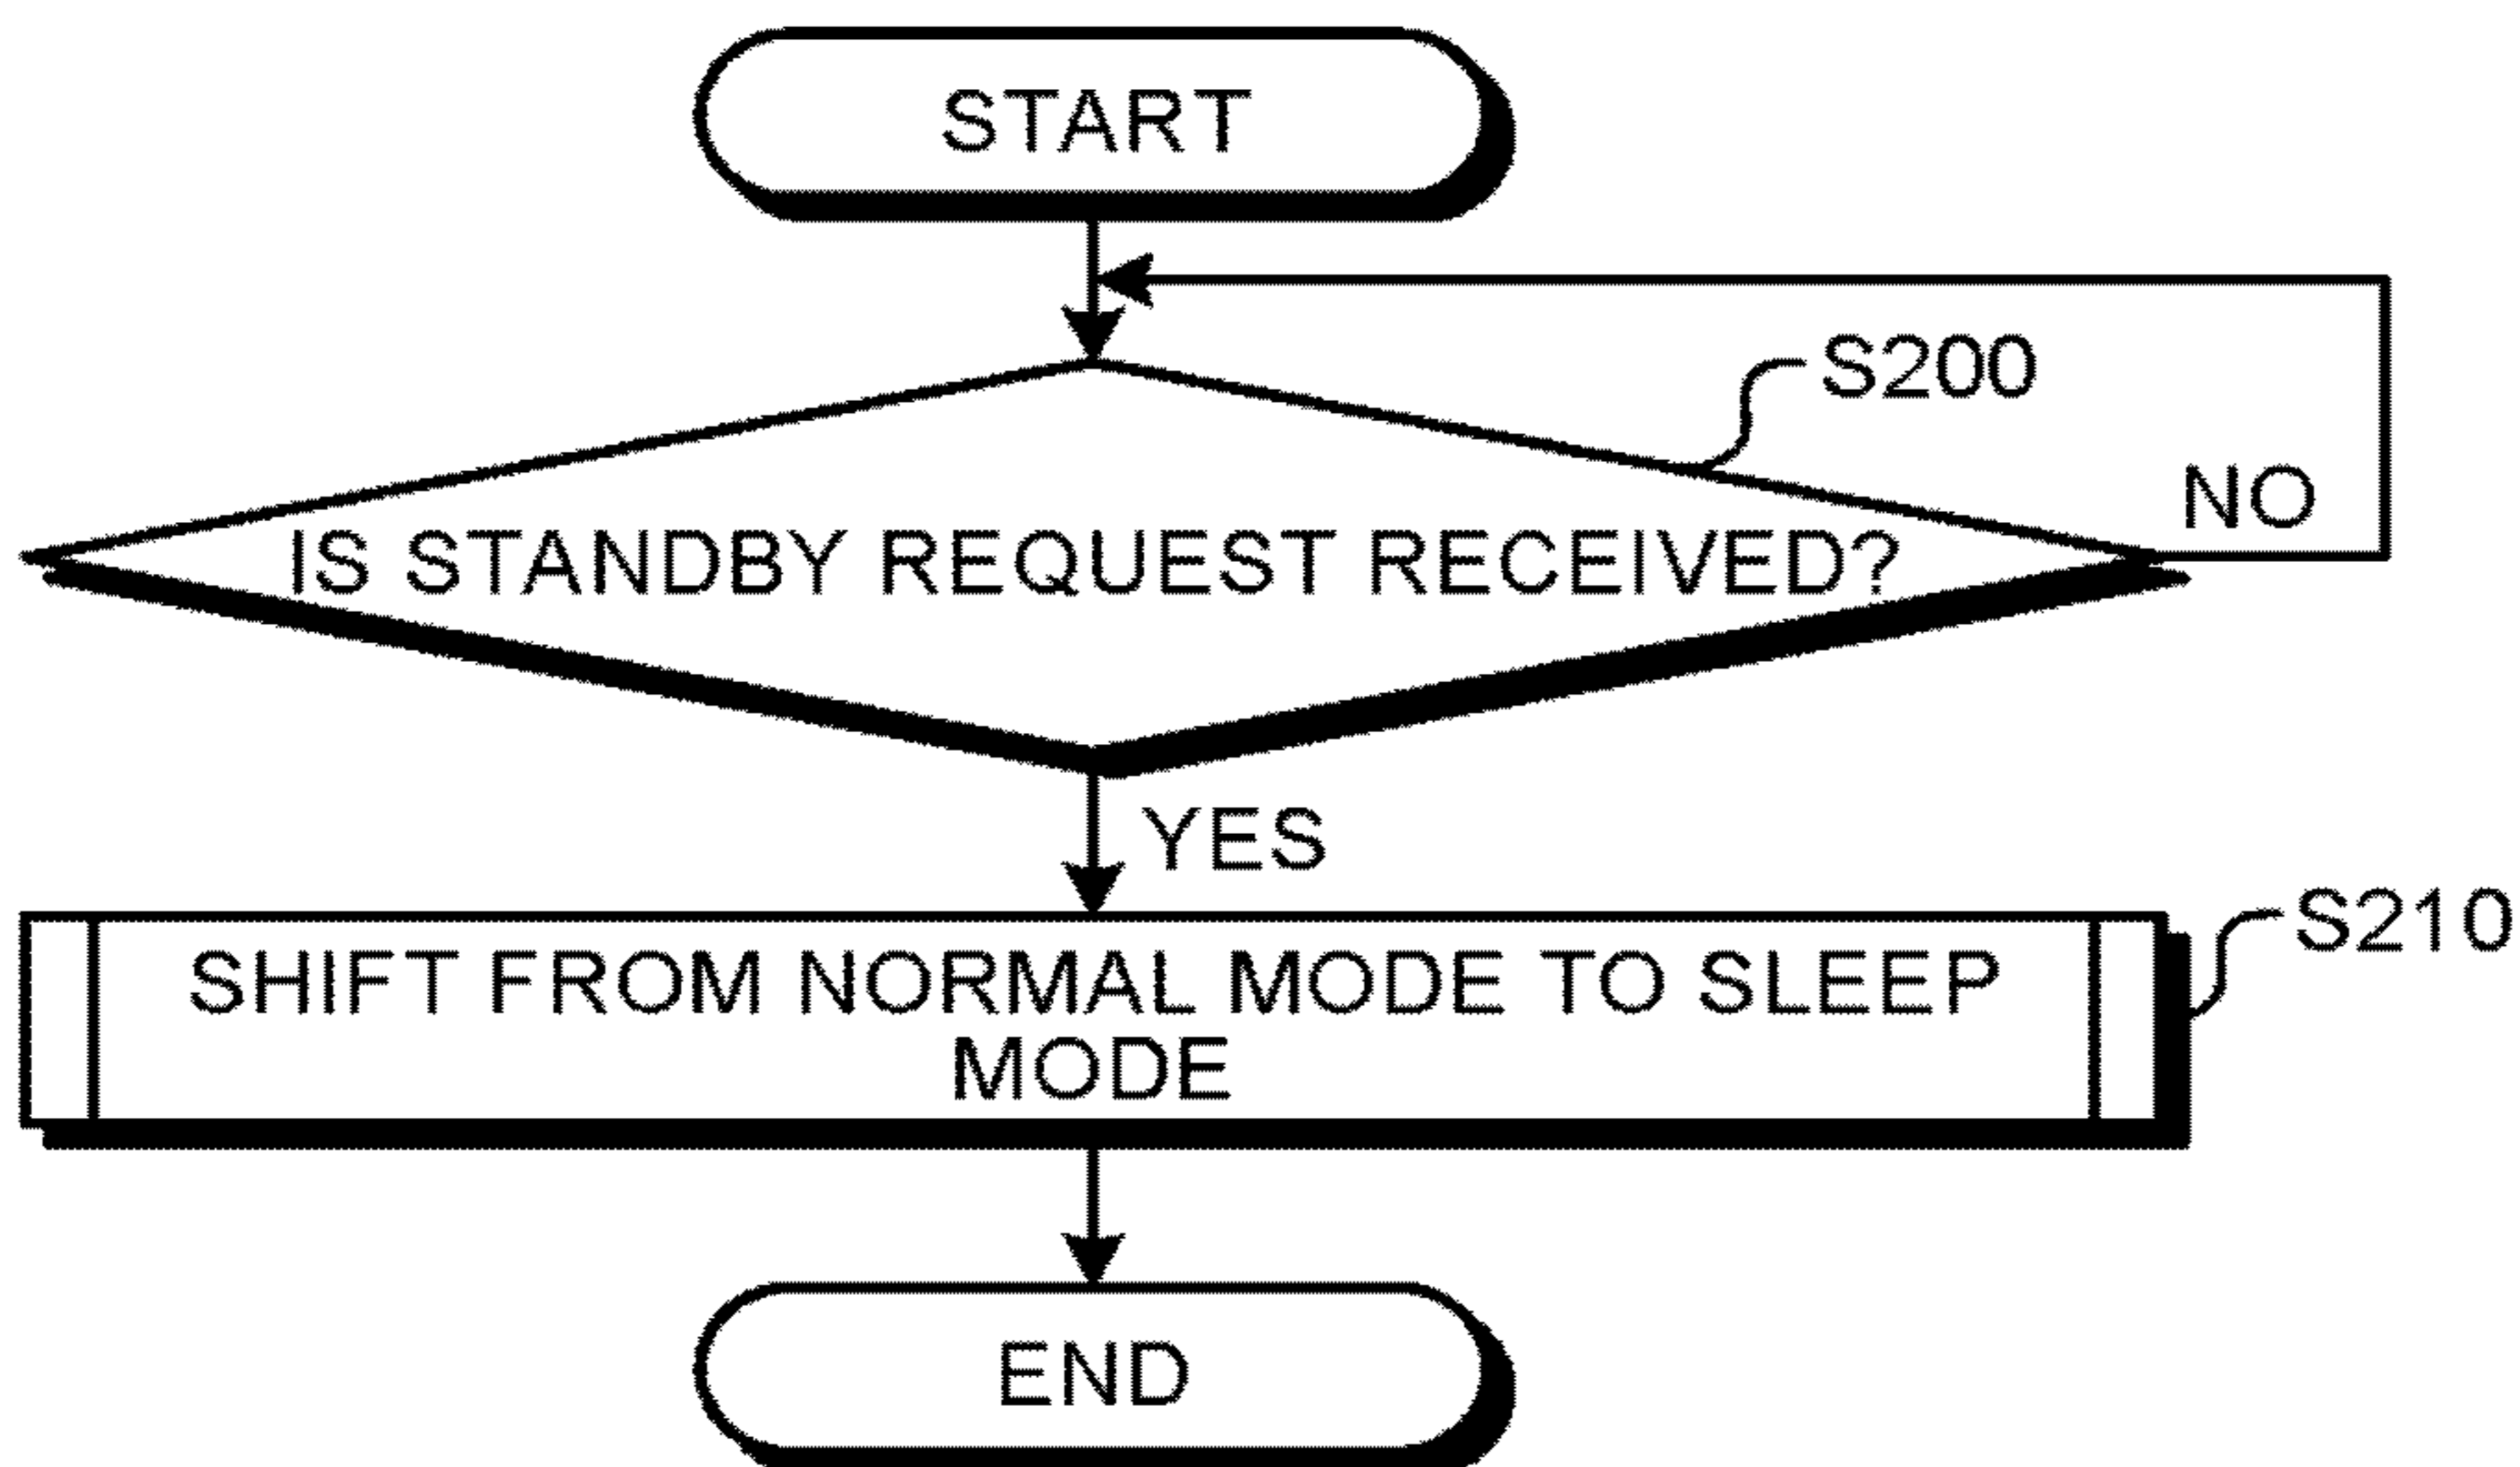 START
S200
NO
IS STANDBY REQUEST RECEIVED?
YES
S210
SHIFT FROM NORMAL MODE TO SLEEP
MODE
END